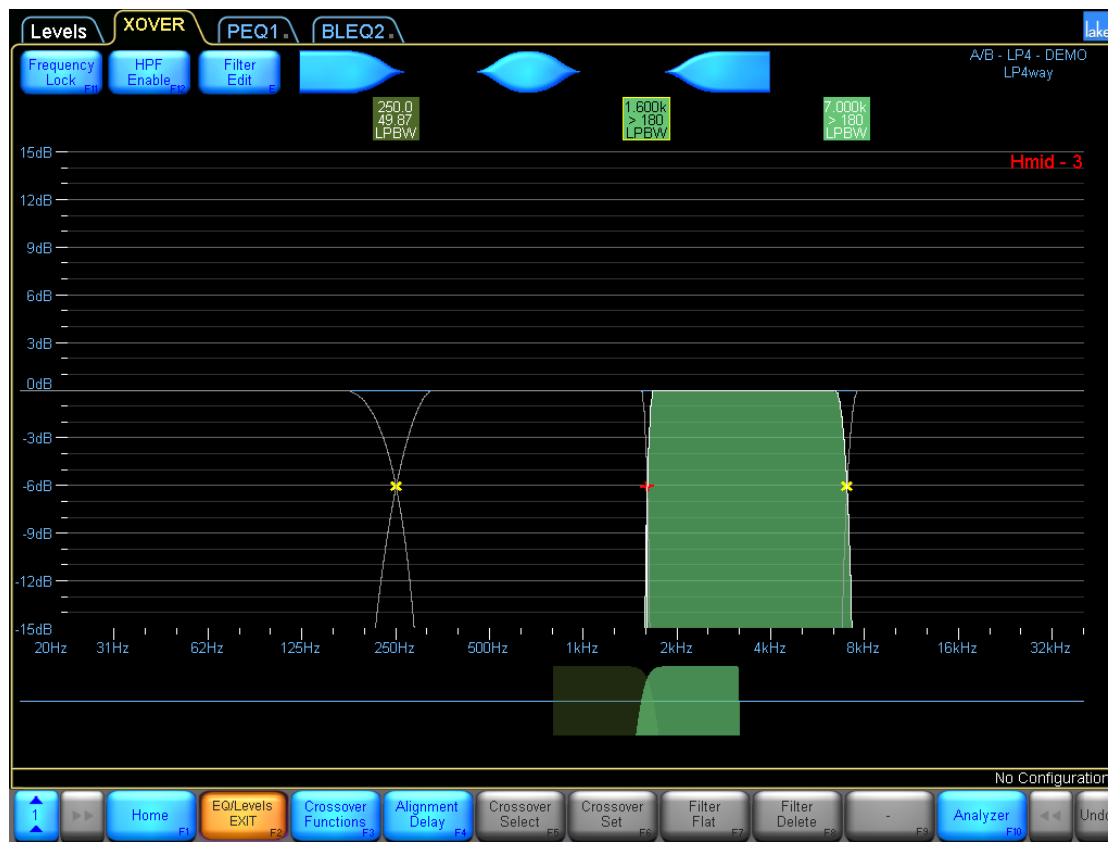 Levels XOVER PEQ1 BLEQ2 lake
Frequency Lock F11
HPF Enable F12
Filter Edit F
A/B - LP4 - DEMO
LP4way
250.0
49.87
LPBW
1.600k
> 180
LPBW
7.000k
> 180
LPBW
Hmid - 3
15dB
12dB
9dB
6dB
3dB
0dB
-3dB
-6dB
-9dB
-12dB
-15dB
20Hz 31Hz 62Hz 125Hz 250Hz 500Hz 1kHz 2kHz 4kHz 8kHz 16kHz 32kHz
No Configuration
1
Home F1
EQ/Levels EXIT F2
Crossover Functions F3
Alignment Delay F4
Crossover Select F5
Crossover Set F6
Filter Flat F7
Filter Delete F8
- F9
Analyzer F10
Undo